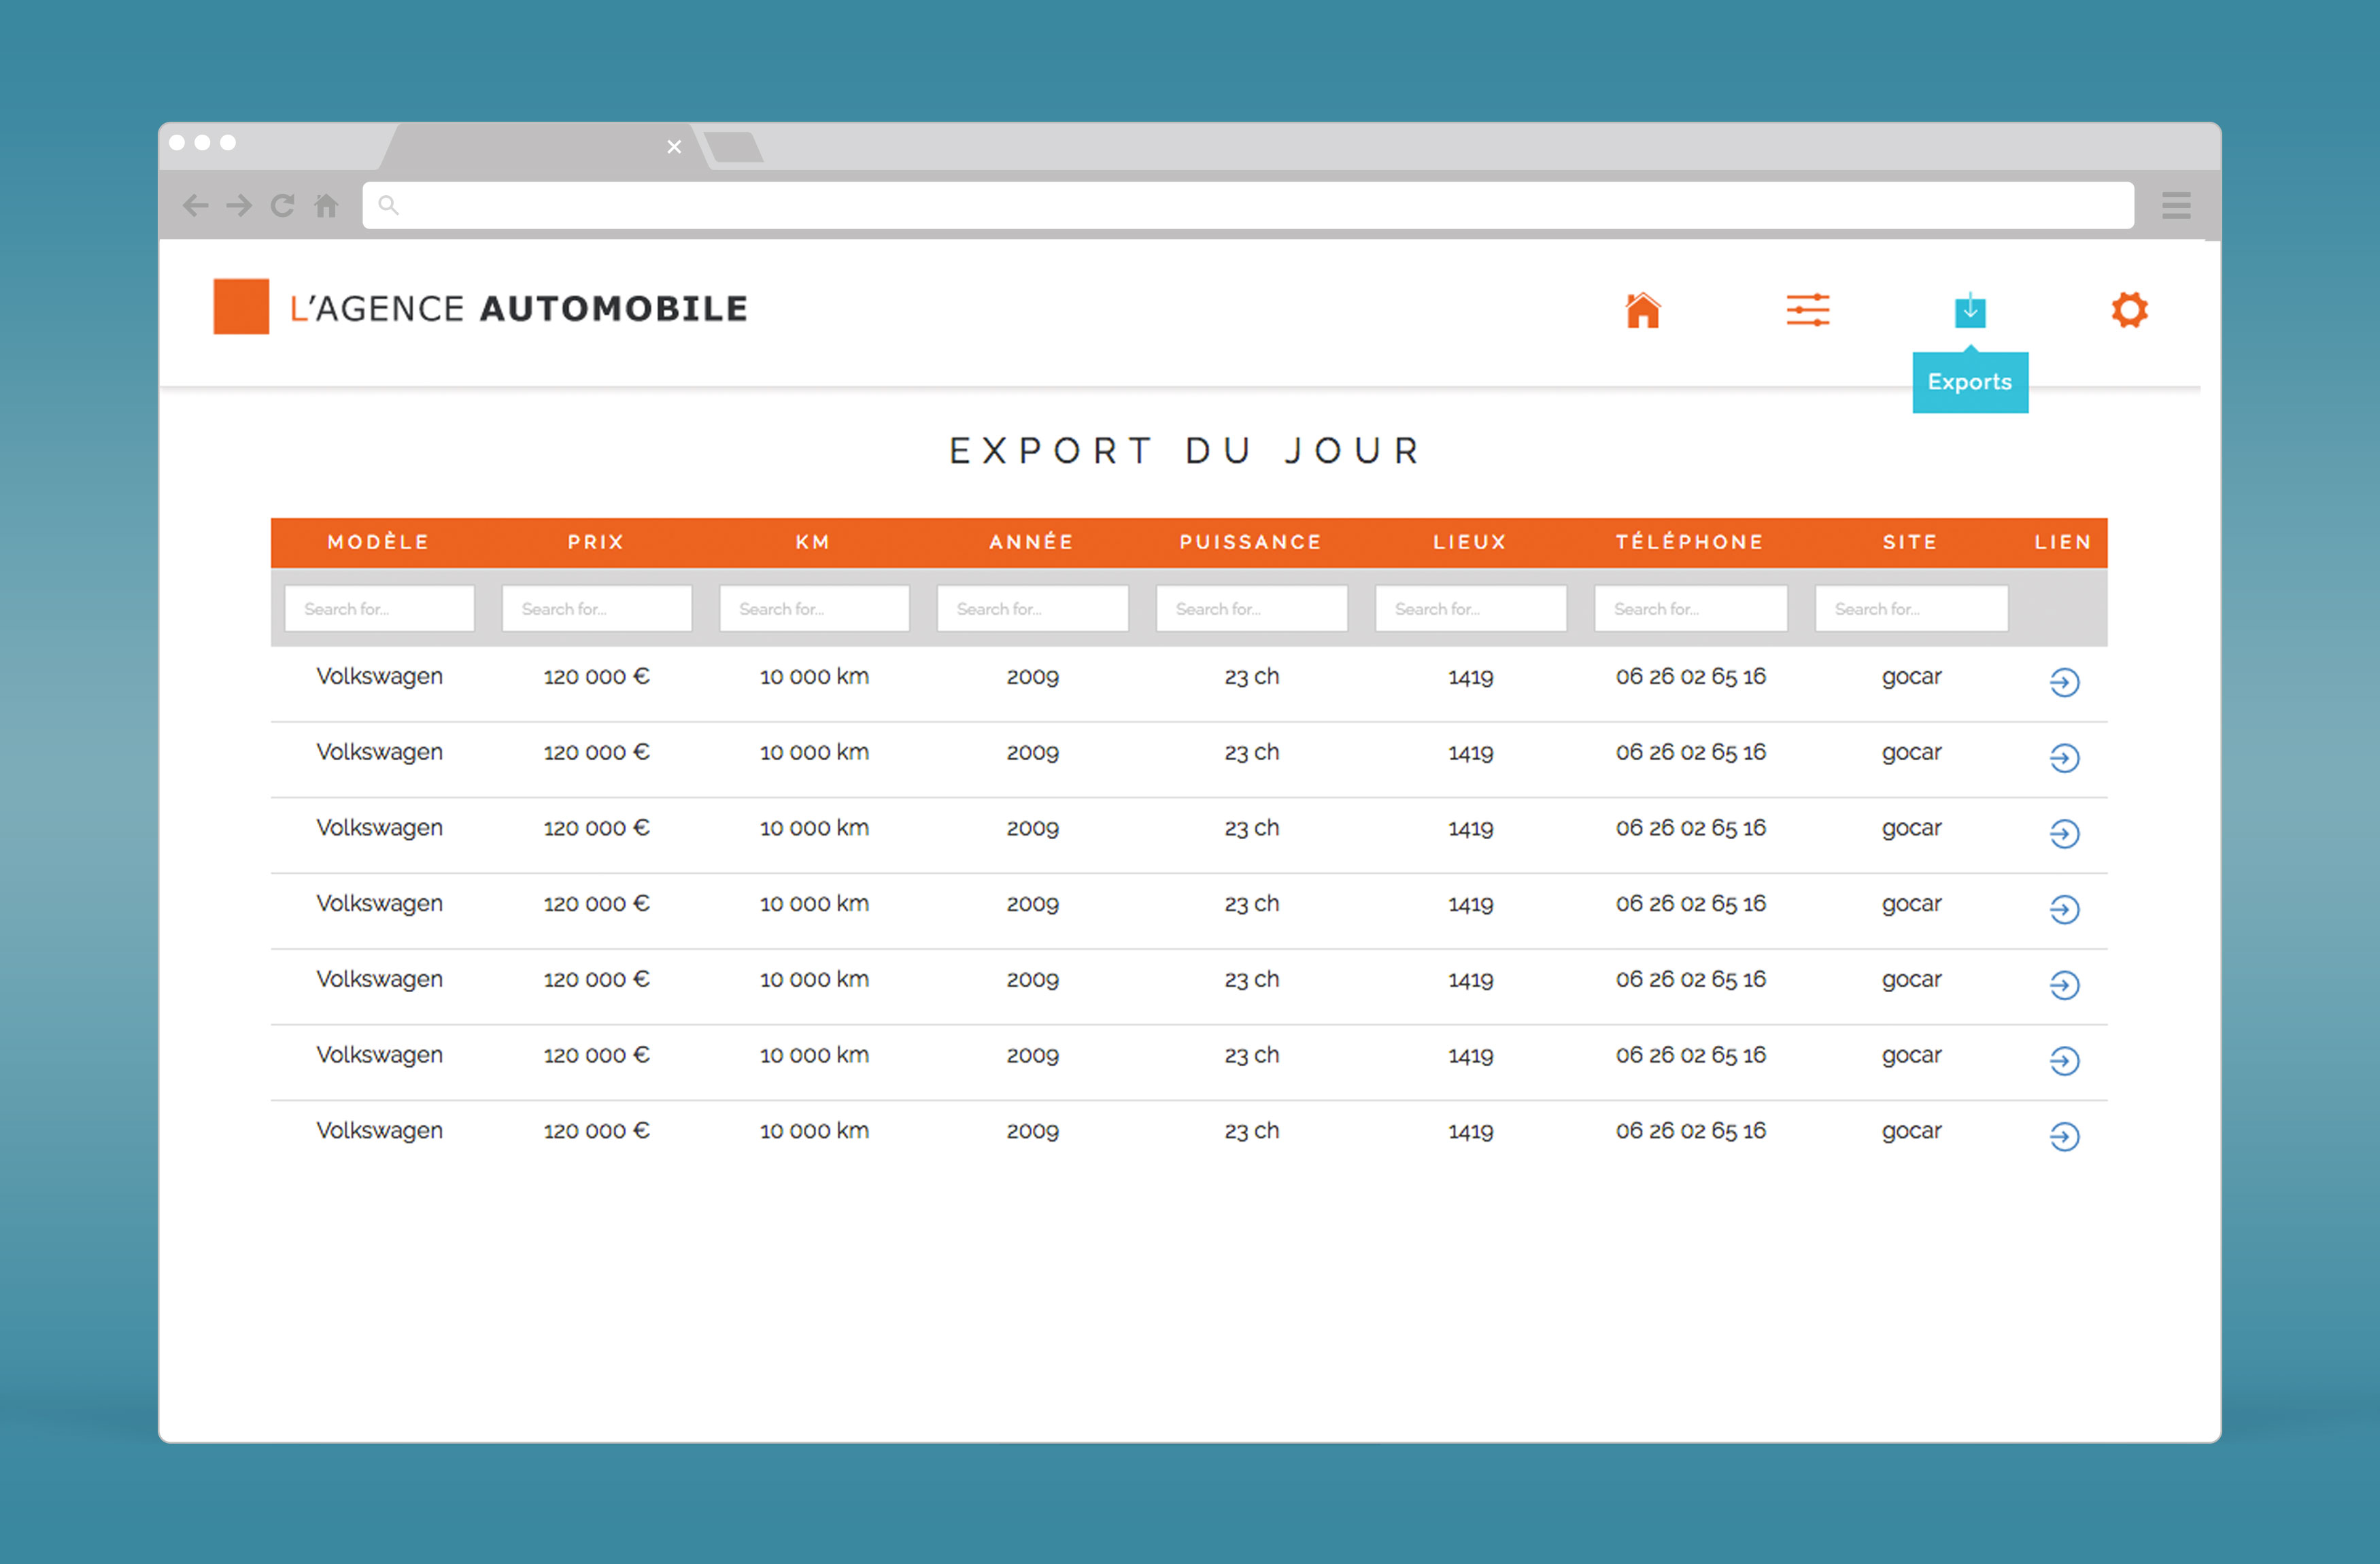 L'AGENCE AUTOMOBILE
Exports
EXPORT DU JOUR
MODÈLE PRIX KM ANNÉE PUISSANCE LIEUX TÉLÉPHONE SITE LIEN
Search for... Search for... Search for... Search for... Search for... Search for... Search for... Search for...
Volkswagen 120 000 € 10 000 km 2009 23 ch 1419 06 26 02 65 16 gocar
Volkswagen 120 000 € 10 000 km 2009 23 ch 1419 06 26 02 65 16 gocar
Volkswagen 120 000 € 10 000 km 2009 23 ch 1419 06 26 02 65 16 gocar
Volkswagen 120 000 € 10 000 km 2009 23 ch 1419 06 26 02 65 16 gocar
Volkswagen 120 000 € 10 000 km 2009 23 ch 1419 06 26 02 65 16 gocar
Volkswagen 120 000 € 10 000 km 2009 23 ch 1419 06 26 02 65 16 gocar
Volkswagen 120 000 € 10 000 km 2009 23 ch 1419 06 26 02 65 16 gocar